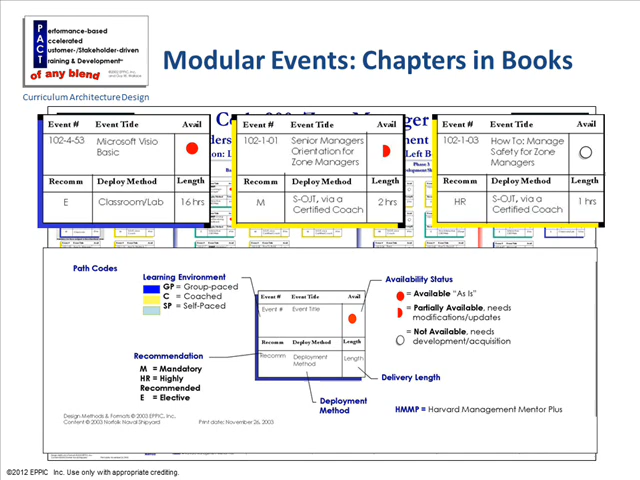 PACT
Performance-based
Accelerated
Customer-/Stakeholder-driven
Training & Development
of any blend
Modular Events: Chapters in Books
Curriculum Architecture Design
Event # Event Title Avail
102-4-53 Microsoft Visio
Basic
Recomm Deploy Method Length
E Classroom/Lab 16 hrs
Event # Event Title Avail
102-1-01 Senior Managers
Orientation for
Zone Managers
Recomm Deploy Method Length
M S-OJT, via a
Certified Coach
2 hrs
Event # Event Title Avail
102-1-03 How To: Manage
Safety for Zone
Managers
Recomm Deploy Method Length
HR S-OJT, via a
Certified Coach
1 hrs
Path Codes
Learning Environment
GP = Group-paced
C = Coached
SP = Self-Paced
Recommendation
M = Mandatory
HR = Highly
Recommended
E = Elective
Event # Event Title Avail
Event # Event Title
Recomm Deploy Method Length
Recomm Deployment
Method
Length
Deployment
Method
Availability Status
= Available "As Is"
= Partially Available, needs
modifications/updates
= Not Available, needs
development/acquisition
Delivery Length
HMMP = Harvard Management Mentor Plus
Design Methods & Formats © 2003 EPPIC, Inc.
Content © 2003 Norfolk Naval Shipyard
Print date: November 26, 2003
©2012 EPPIC Inc. Use only with appropriate crediting.